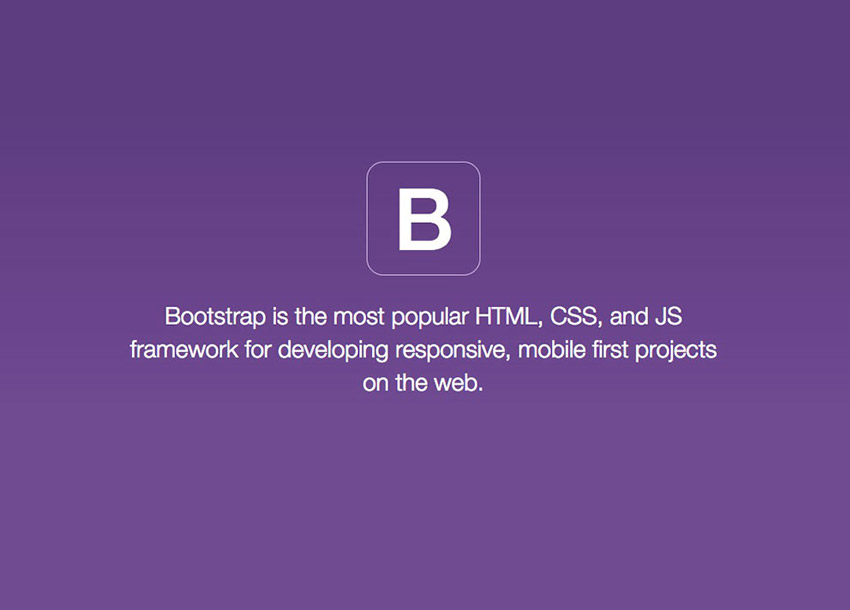 B
Bootstrap is the most popular HTML, CSS, and JS
framework for developing responsive, mobile first projects
on the web.